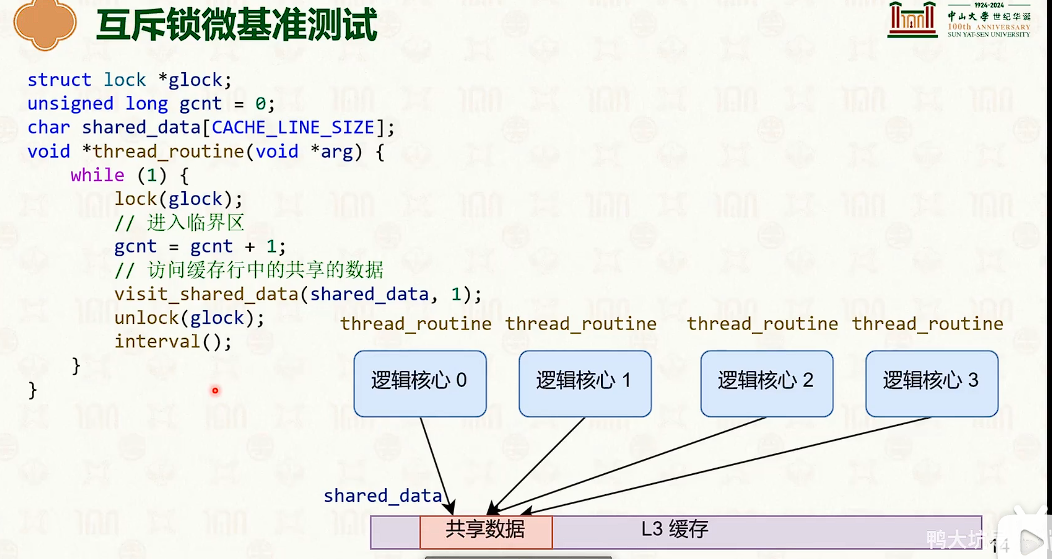 互斥锁微基准测试
1924-2024
中山大学世纪华诞
100th ANNIVERSARY
SUN YAT-SEN UNIVERSITY
struct lock *glock;
unsigned long gcnt = 0;
char shared_data[CACHE_LINE_SIZE];
void *thread_routine(void *arg) {
    while (1) {
        lock(glock);
        // 进入临界区
        gcnt = gcnt + 1;
        // 访问缓存行中的共享的数据
        visit_shared_data(shared_data, 1);
        unlock(glock);
        interval();
    }
}
thread_routine thread_routine thread_routine thread_routine
逻辑核心 0 逻辑核心 1 逻辑核心 2 逻辑核心 3
shared_data
共享数据 L3 缓存
鸭大坑